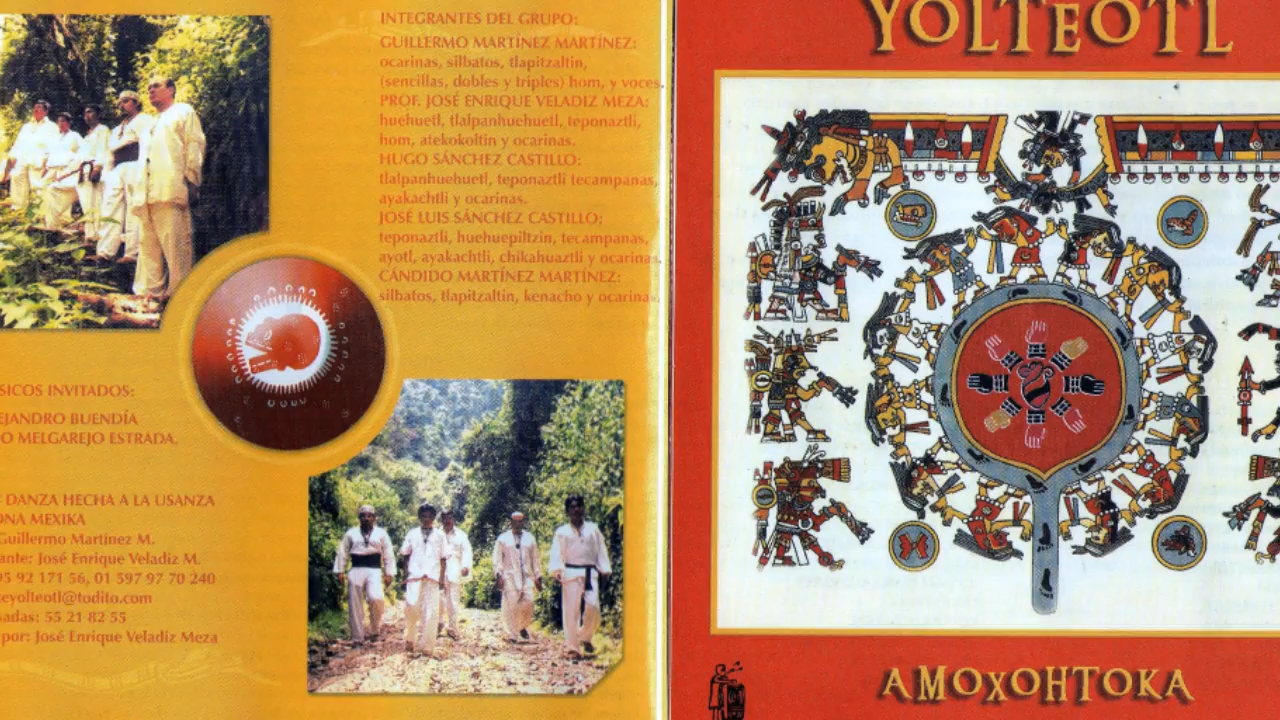 INTEGRANTES DEL GRUPO:
GUILLERMO MARTÍNEZ MARTÍNEZ:
ocarinas, silbatos, tlapitzaltin,
(sencillas, dobles y triples) hom, y voces.
PROF. JOSÉ ENRIQUE VELADIZ MEZA:
huehuetl, tlalpanhuehuetl, teponaztli,
hom, atekokoltin y ocarinas.
HUGO SÁNCHEZ CASTILLO:
tlalpanhuehuetl, teponaztli tecampanas,
ayakachtli y ocarinas.
JOSÉ LUIS SÁNCHEZ CASTILLO:
teponaztli, huehuepiltzin, tecampanas,
ayotl, ayakachtli, chikahuaztli y ocarinas.
CÁNDIDO MARTÍNEZ MARTÍNEZ:
silbatos, tlapitzaltin, kenacho y ocarinas.
SICOS INVITADOS:
EJANDRO BUENDÍA
O MELGAREJO ESTRADA.
DANZA HECHA A LA USANZA
ONA MEXIKA
Guillermo Martínez M.
ante: José Enrique Veladiz M.
95 92 171 56, 01 597 97 70 240
eyolteotl@todito.com
adas: 55 21 82 55
por: José Enrique Veladiz Meza
YOLTEOTL
AMOXOHTOKA